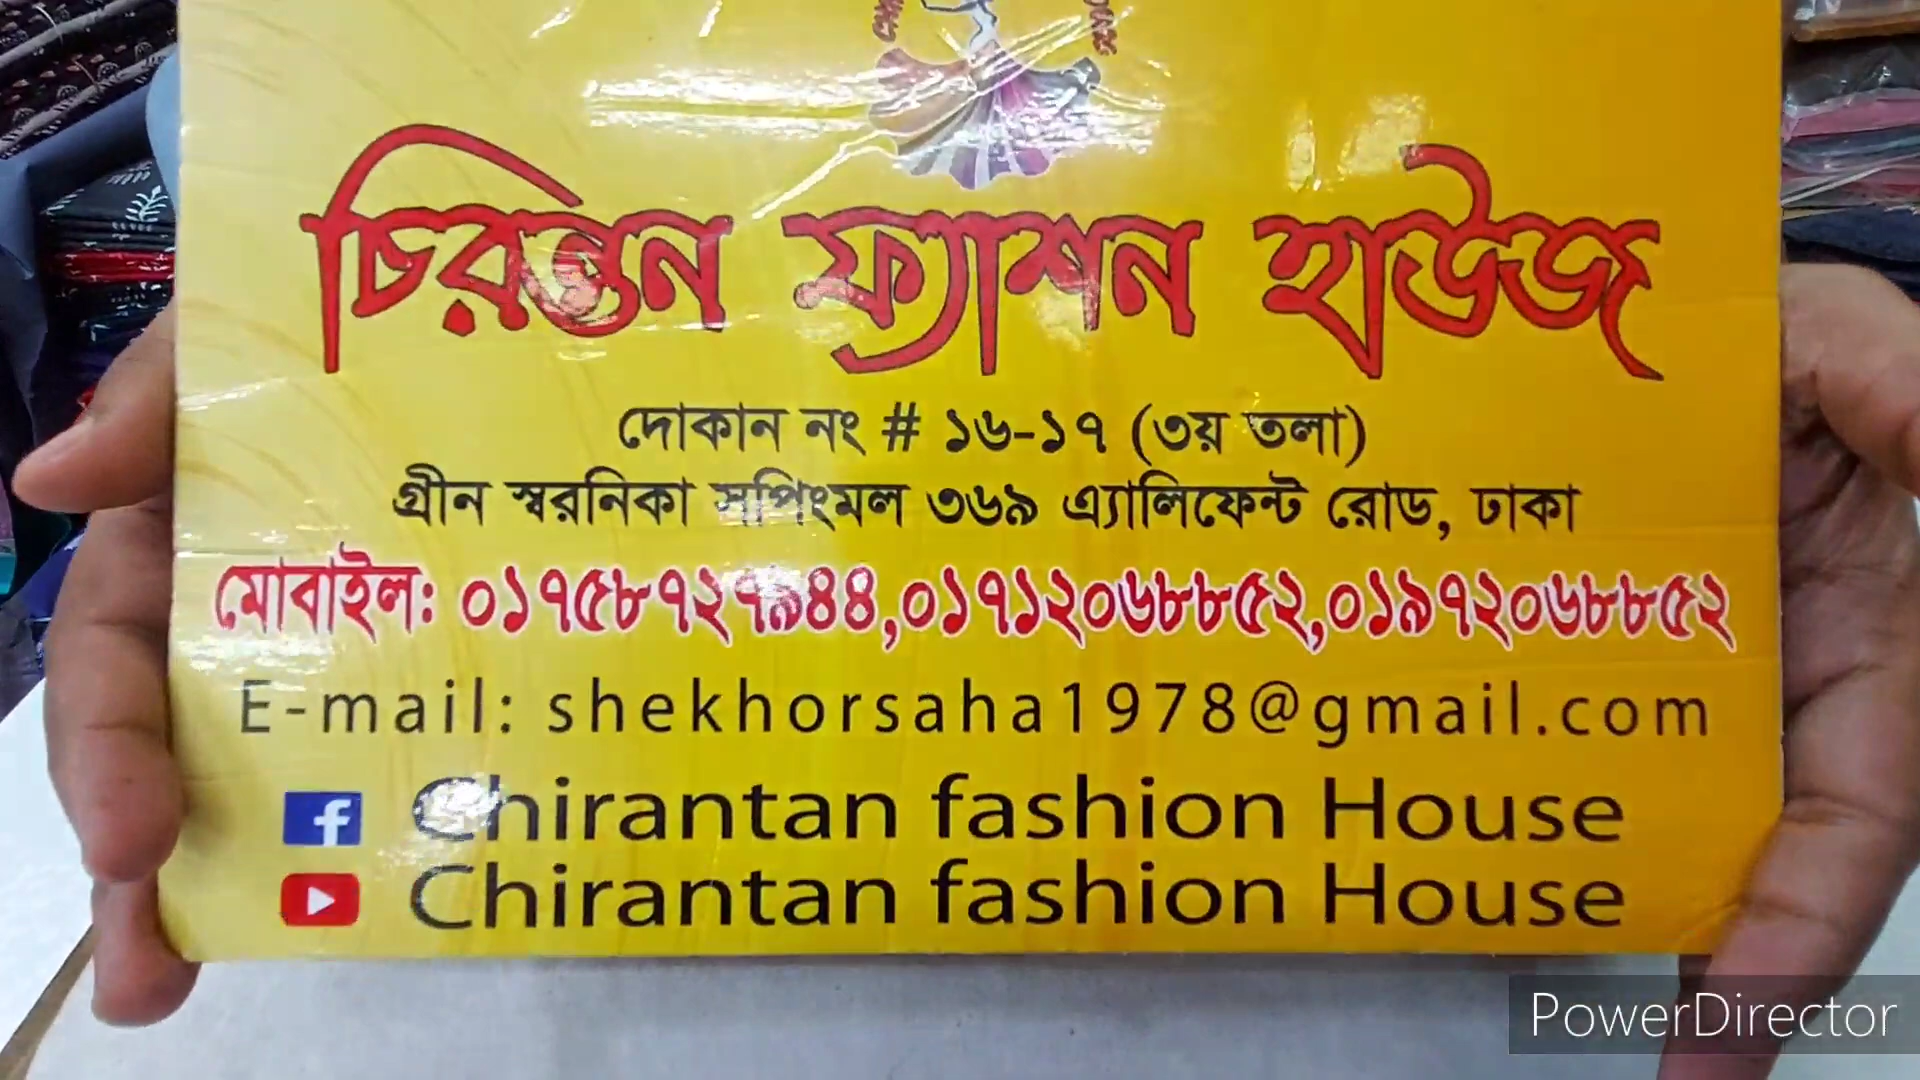 চিরন্তন ফ্যাশন হাউজ
দোকান নং # ১৬-১৭ (৩য় তলা)
গ্রীন স্বরনিকা সপিংমল ৩৬৯ এ্যালিফেন্ট রোড, ঢাকা
মোবাইল: ০১৭৫৮৭২৭৯৪৪,০১৭১২০৬৮৮৫২,০১৯৭২০৬৮৮৫২
E-mail: shekhorsaha1978@gmail.com
Chirantan fashion House
Chirantan fashion House
PowerDirector